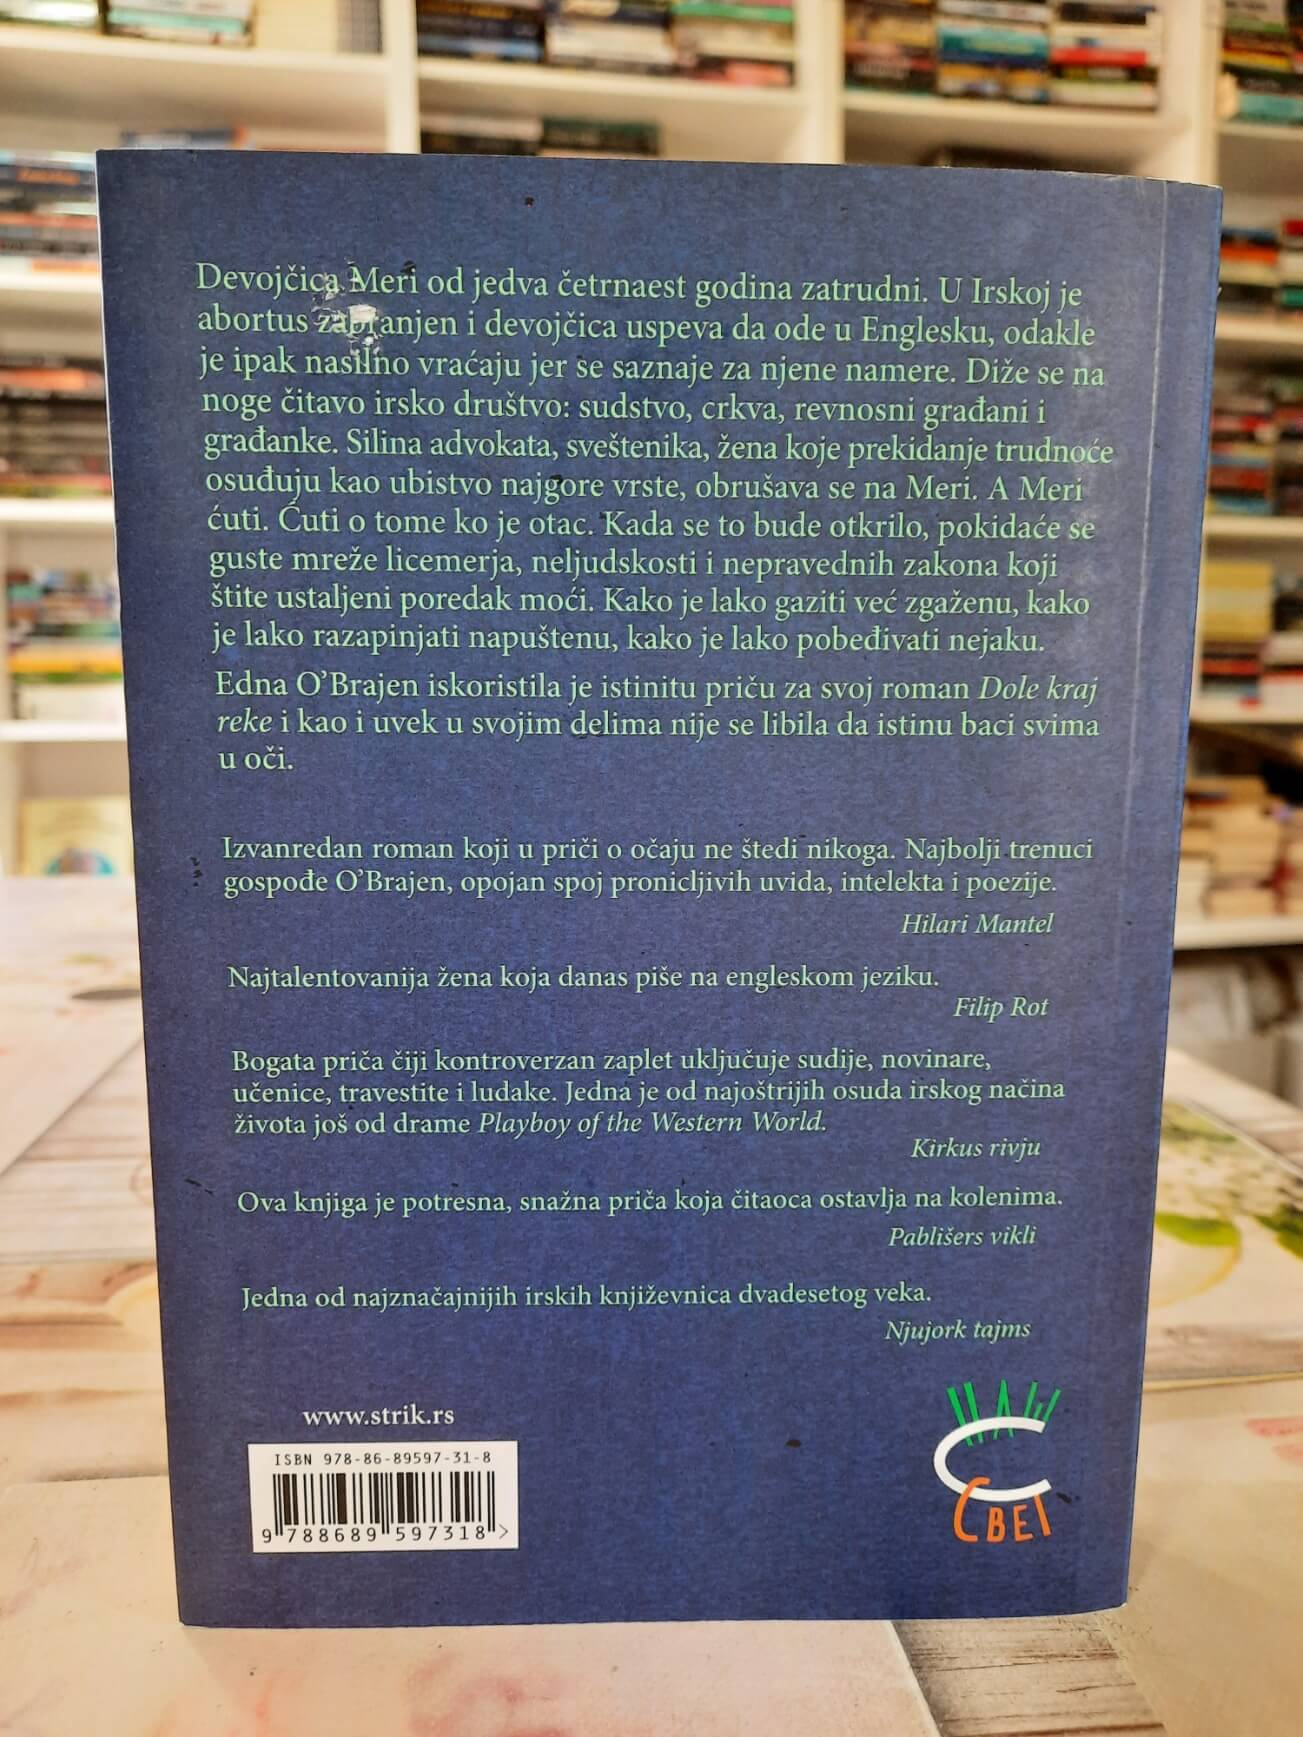 Devojčica Meri od jedva četrnaest godina zatrudni. U Irskoj je
abortus zabranjen i devojčica uspeva da ode u Englesku, odakle
je ipak nasilno vraćaju jer se saznaje za njene namere. Diže se na
noge čitavo irsko društvo: sudstvo, crkva, revnosni građani i
građanke. Silina advokata, sveštenika, žena koje prekidanje trudnoće
osuđuju kao ubistvo najgore vrste, obrušava se na Meri. A Meri
ćuti. Ćuti o tome ko je otac. Kada se to bude otkrilo, pokidaće se
guste mreže licemerja, neljudskosti i nepravednih zakona koji
štite ustaljeni poredak moći. Kako je lako gaziti već zgaženu, kako
je lako razapinjati napuštenu, kako je lako pobeđivati nejaku.
Edna O’Brajen iskoristila je istinitu priču za svoj roman Dole kraj
reke i kao i uvek u svojim delima nije se libila da istinu baci svima
u oči.
Izvanredan roman koji u priči o očaju ne štedi nikoga. Najbolji trenuci
gospođe O’Brajen, opojan spoj pronicljivih uvida, intelekta i poezije.
Hilari Mantel
Najtalentovanija žena koja danas piše na engleskom jeziku.
Filip Rot
Bogata priča čiji kontroverzan zaplet uključuje sudije, novinare,
učenice, travestite i ludake. Jedna je od najoštrijih osuda irskog načina
života još od drame Playboy of the Western World.
Kirkus rivju
Ova knjiga je potresna, snažna priča koja čitaoca ostavlja na kolenima.
Pablišers vikli
Jedna od najznačajnijih irskih književnica dvadesetog veka.
Njujork tajms
www.strik.rs
ISBN 978-86-89597-31-8
9 788689 597318 >
НАШ
СВЕТ